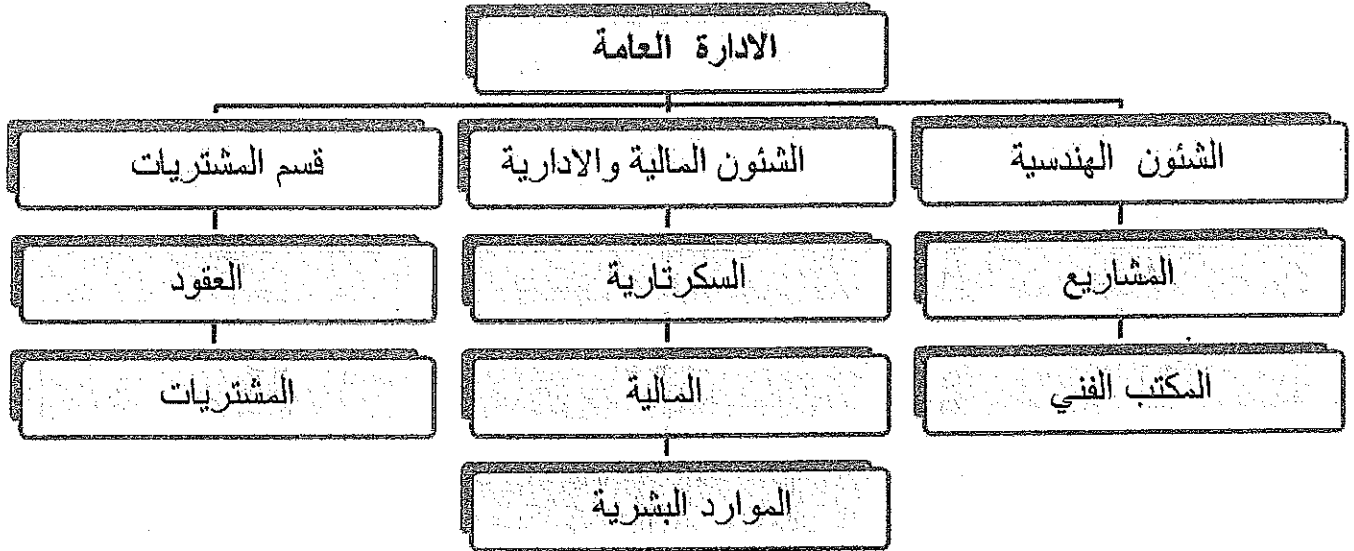 الادارة العامة
الشئون الهندسية
الشئون المالية والادارية
قسم المشتريات
المشاريع
السكرتارية
العقود
المكتب الفني
المالية
المشتريات
الموارد البشرية